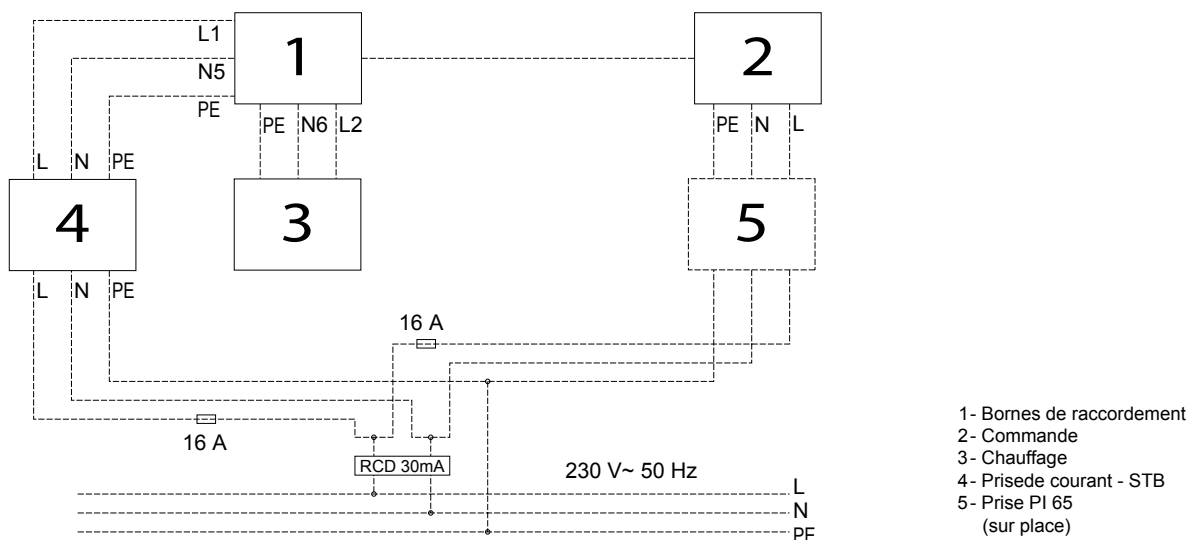 L1
1
2
N5
PE
PE N6 L2
PE N L
L N PE
4
3
5
L N PE
16 A
16 A
RCD 30mA
230 V~ 50 Hz
L
N
PE
1- Bornes de raccordement
2- Commande
3- Chauffage
4- Prisede courant - STB
5- Prise PI 65
(sur place)